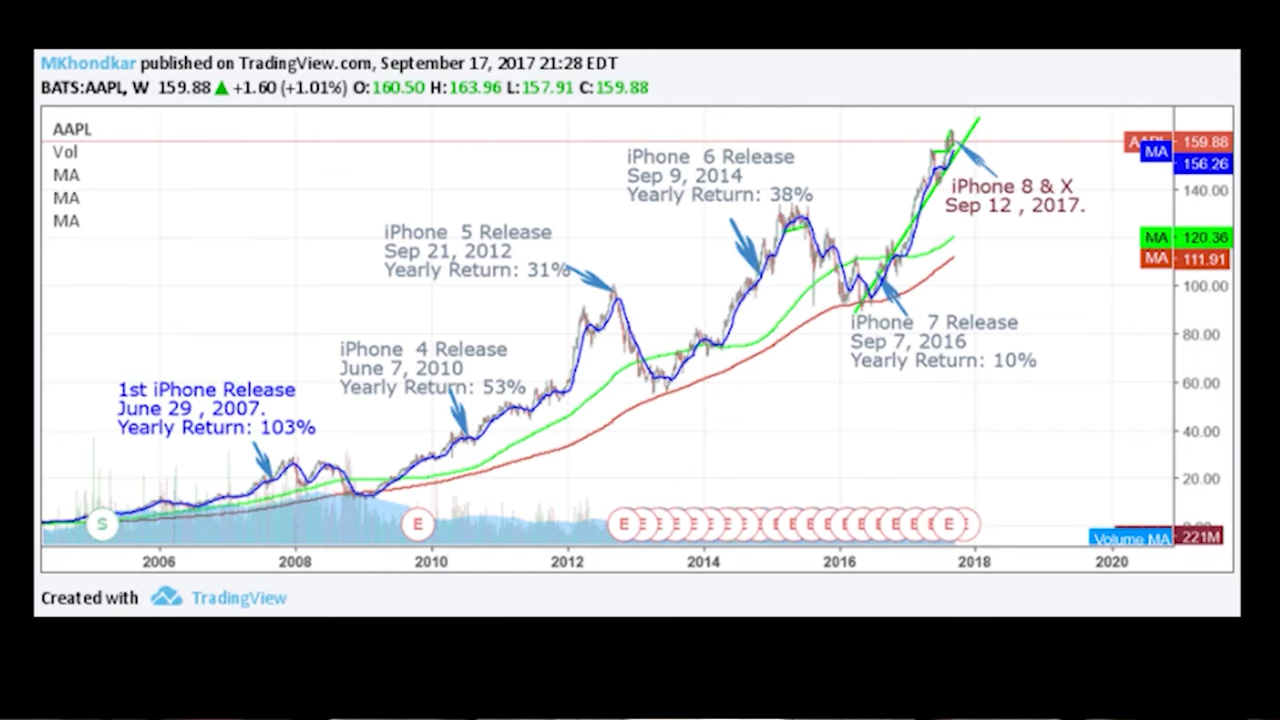 MKhondkar published on TradingView.com, September 17, 2017 21:28 EDT
BATS:AAPL, W 159.88 ▲ +1.60 (+1.01%) O:160.50 H:163.96 L:157.91 C:159.88
AAPL
Vol
MA
MA
MA
iPhone 6 Release
Sep 9, 2014
Yearly Return: 38%
159.88
MA
156.26
iPhone 8 & X
Sep 12 , 2017.
140.00
iPhone 5 Release
Sep 21, 2012
Yearly Return: 31%
MA 120.36
MA 111.91
100.00
iPhone 7 Release
Sep 7, 2016
Yearly Return: 10%
80.00
iPhone 4 Release
June 7, 2010
Yearly Return: 53%
60.00
1st iPhone Release
June 29 , 2007.
Yearly Return: 103%
40.00
20.00
S
E
E
E
Volume MA 221M
2006 2008 2010 2012 2014 2016 2018 2020
Created with TradingView